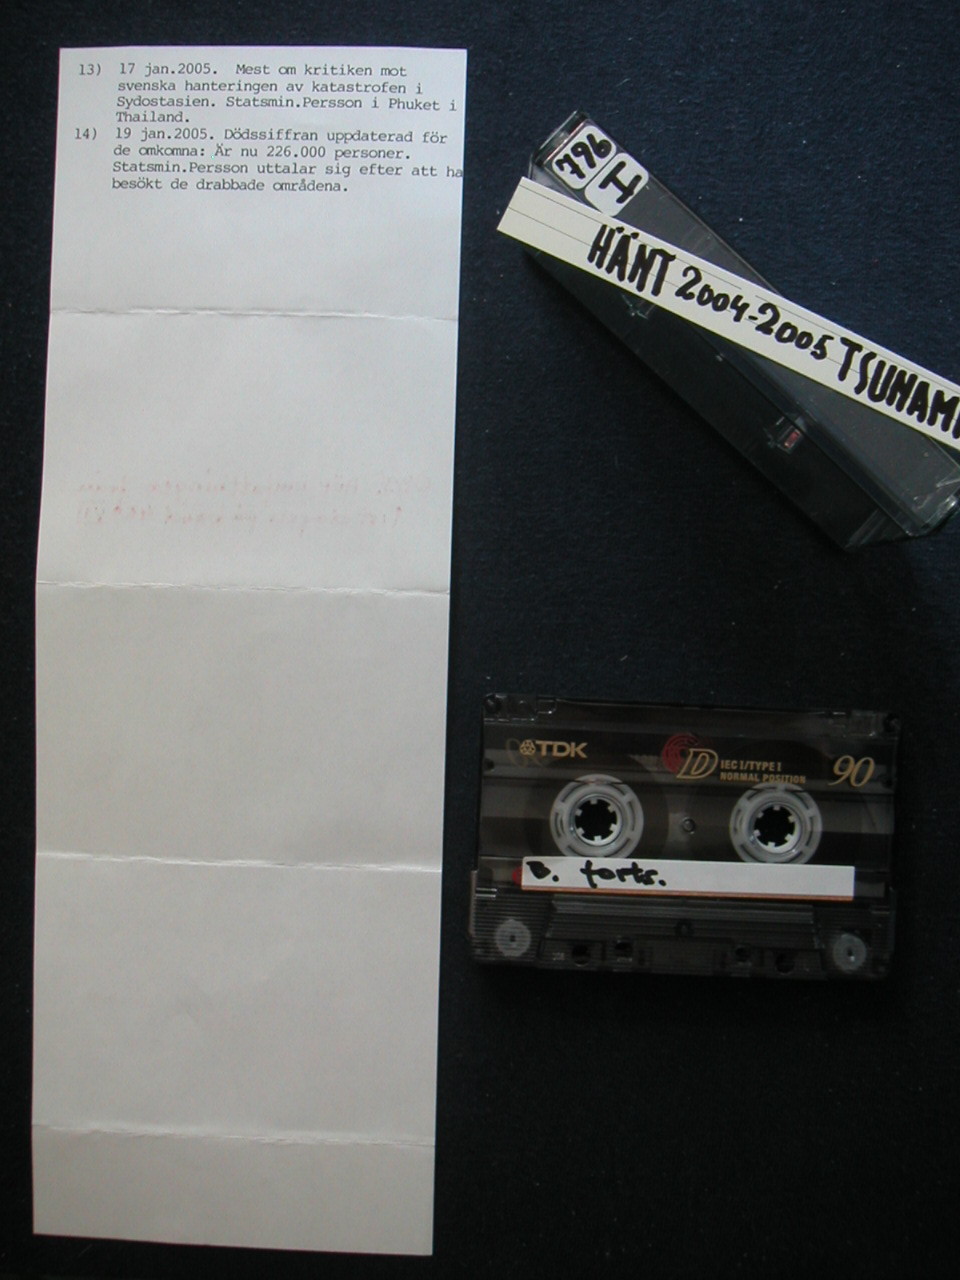 13) 17 jan.2005. Mest om kritiken mot
svenska hanteringen av katastrofen i
Sydostasien. Statsmin.Persson i Phuket i
Thailand.
14) 19 jan.2005. Dödssiffran uppdaterad för
de omkomna: Är nu 226.000 personer.
Statsmin.Persson uttalar sig efter att ha
besökt de drabbade områdena.
796
H
HÄNT 2004-2005 TSUNAMI
TDK
D IEC I/TYPE I
NORMAL POSITION
90
B. forts.